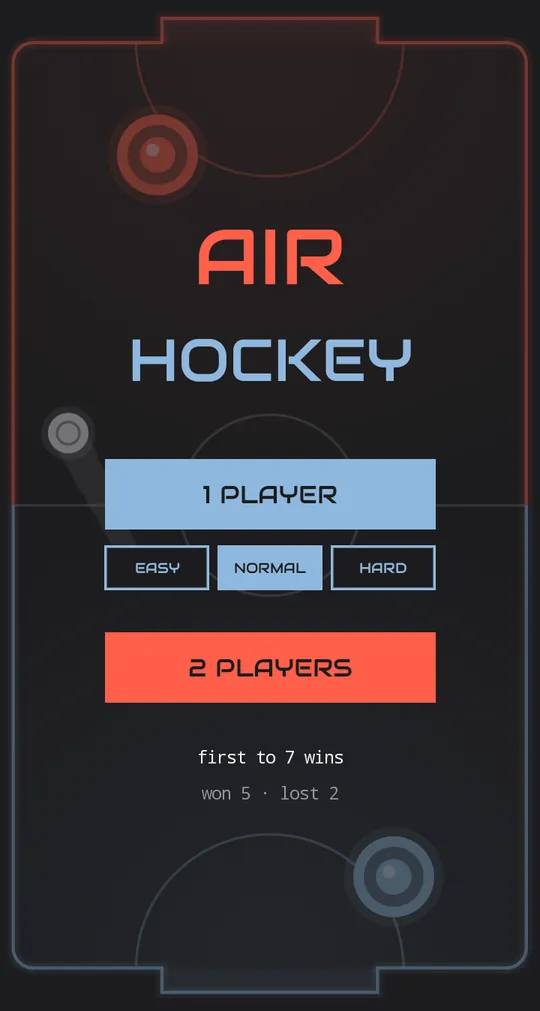 AIR
HOCKEY
1 PLAYER
EASY NORMAL HARD
2 PLAYERS
first to 7 wins
won 5 · lost 2